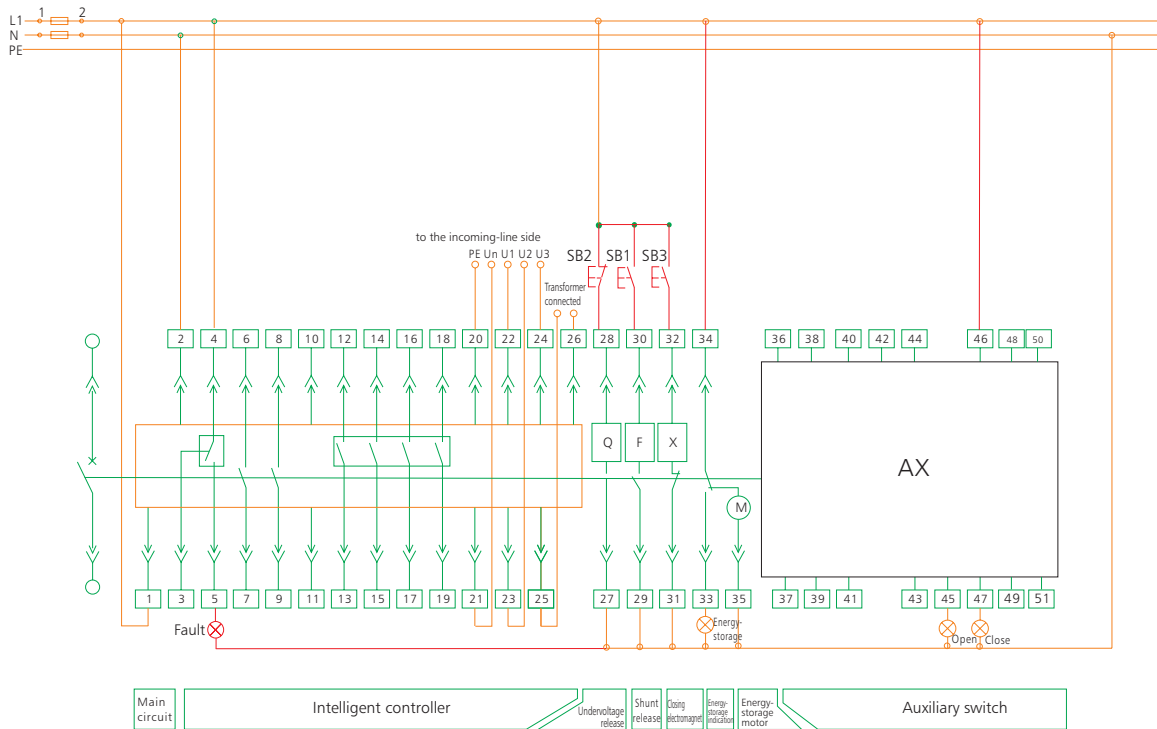 1 2
L1
N
PE
to the incoming-line side
PE Un U1 U2 U3
SB2 SB1 SB3
Transformer
connected
2 4 6 8 10 12 14 16 18 20 22 24 26 28 30 32 34 36 38 40 42 44 46 48 50
Q F X
AX
M
1 3 5 7 9 11 13 15 17 19 21 23 25 27 29 31 33 35 37 39 41 43 45 47 49 51
Fault
Energy-
storage
Open Close
Main
circuit
Intelligent controller
Undervoltage
release
Shunt
release
Closing
electromagnet
Energy-
storage
indication
Energy-
storage
motor
Auxiliary switch